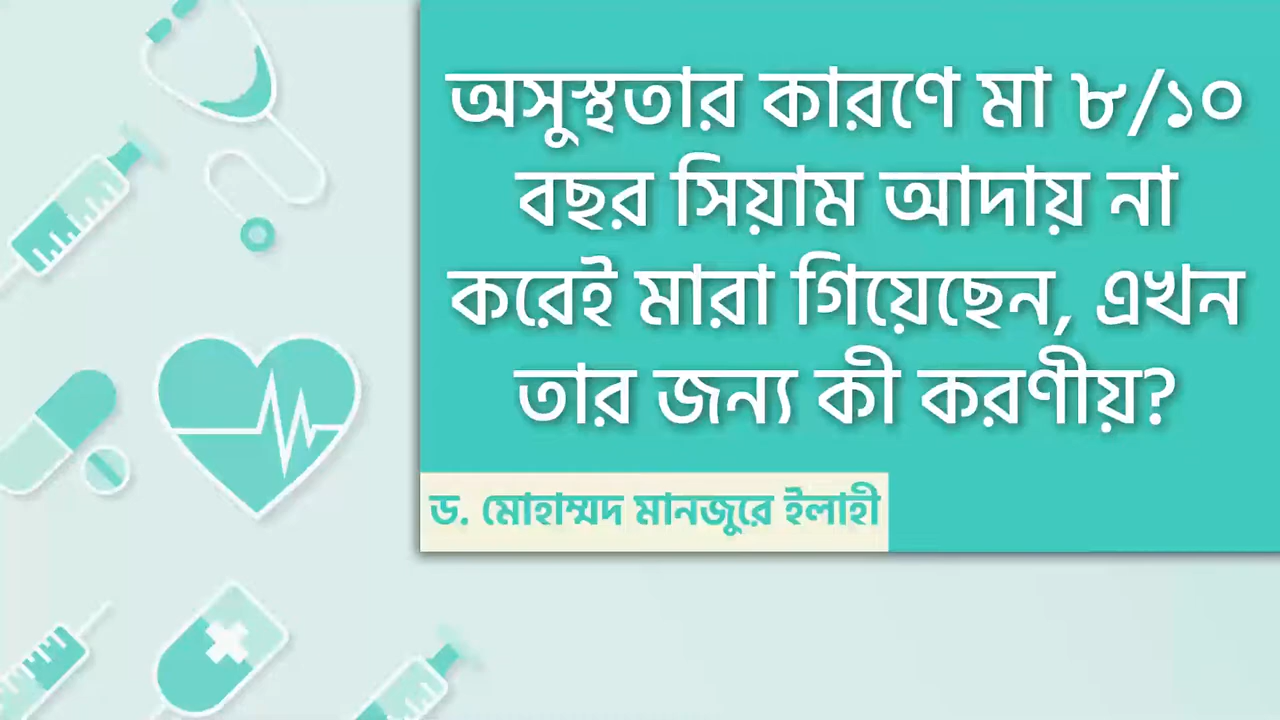 অসুস্থতার কারণে মা ৮/১০
বছর সিয়াম আদায় না
করেই মারা গিয়েছেন, এখন
তার জন্য কী করণীয়?
ড. মোহাম্মদ মানজুরে ইলাহী